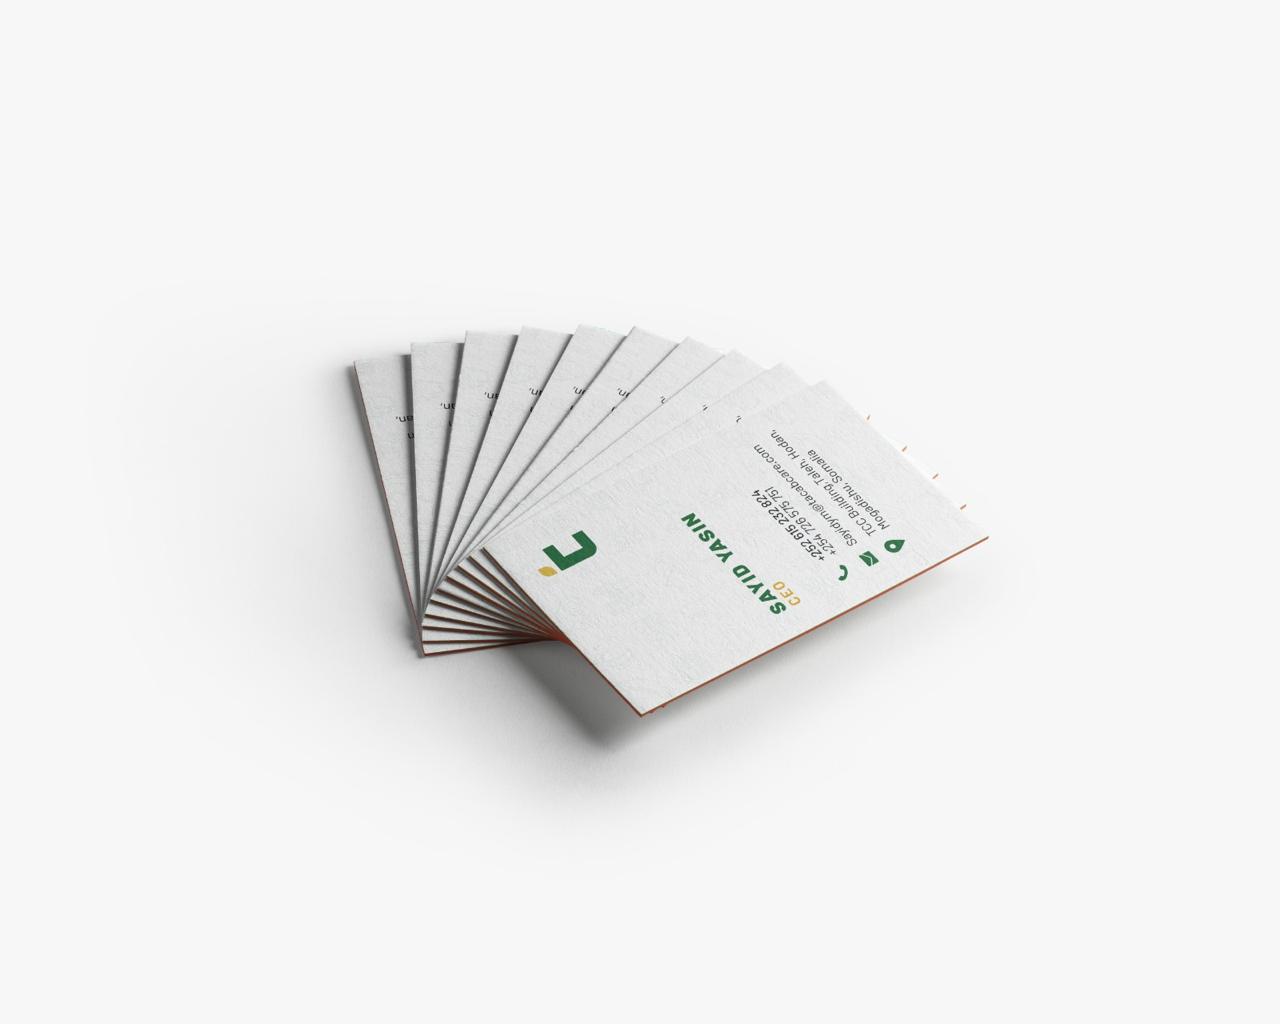 SAYID YASIN
CEO
+252 615 232 824
+254 726 575 751
Sayidym@tacabcare.com
TCC Building, Taleh, Hodan,
Mogadishu, Somalia